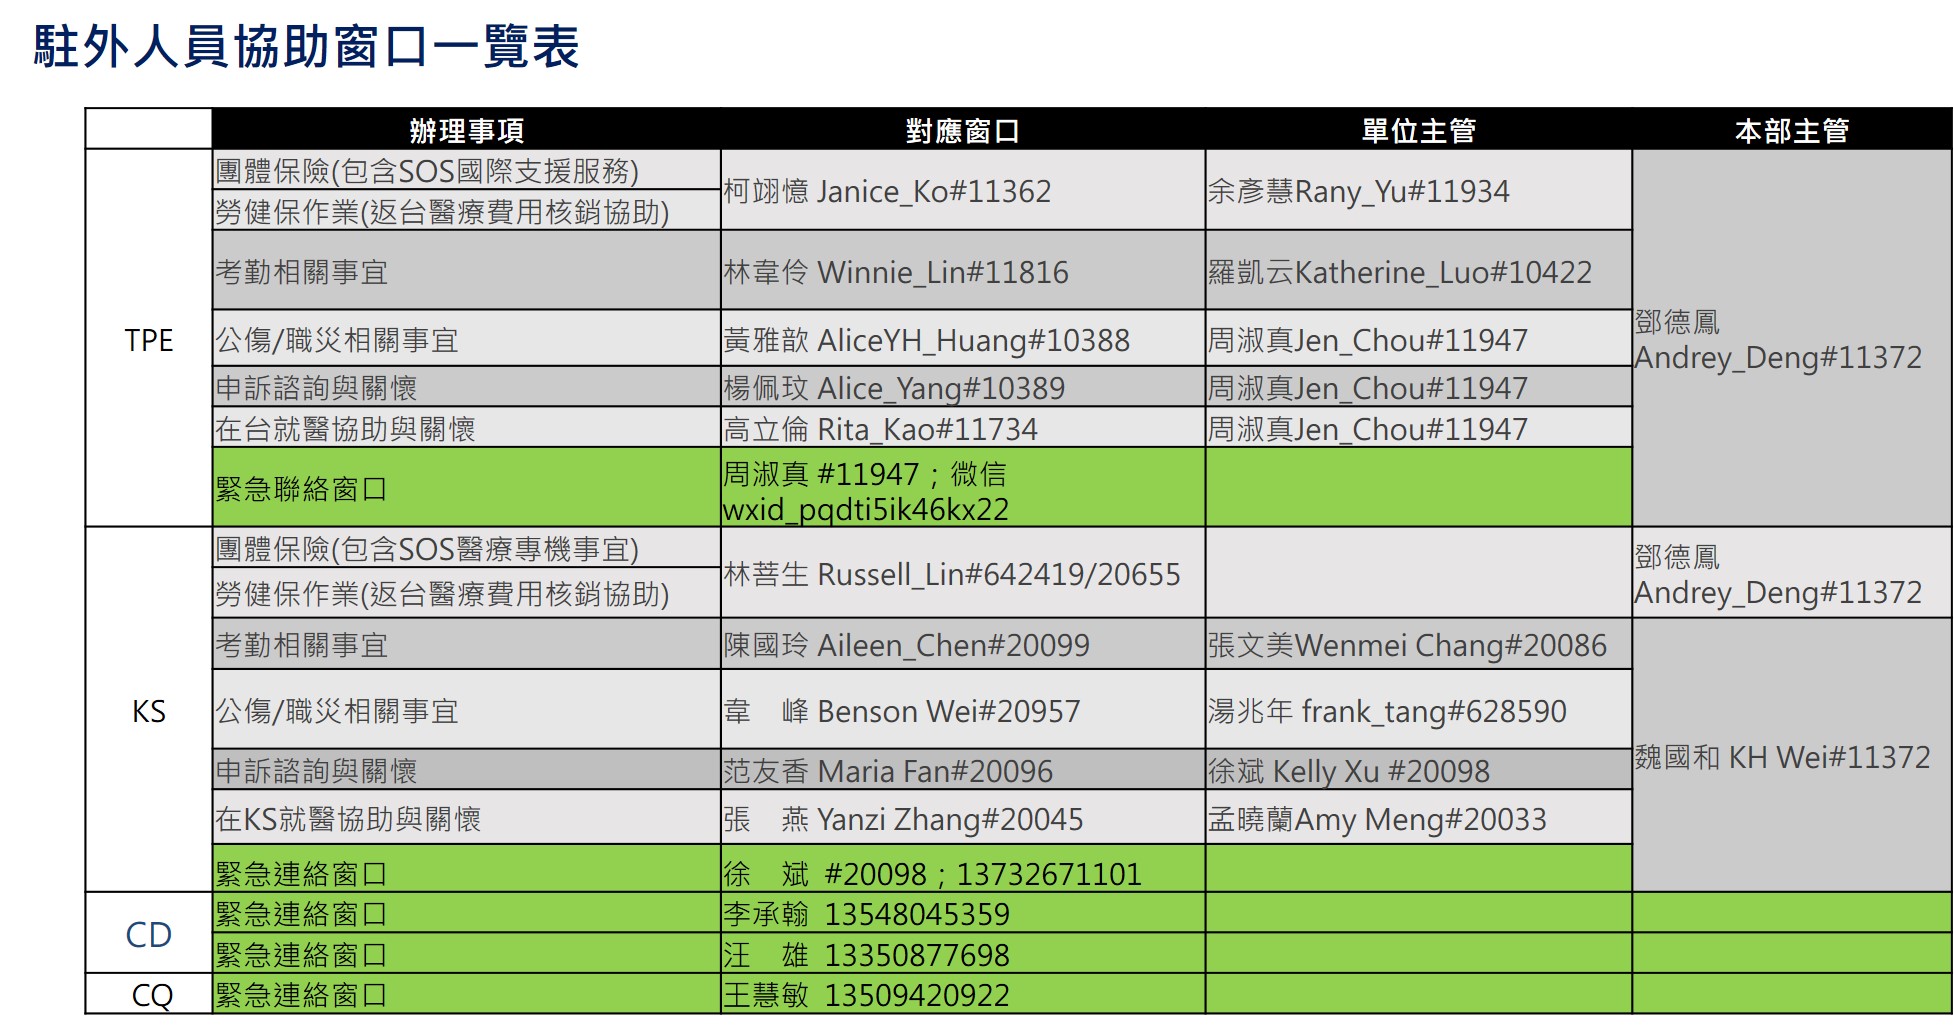 駐外人員協助窗口一覽表
辦理事項 對應窗口 單位主管 本部主管
TPE
團體保險(包含SOS國際支援服務)
勞健保作業(返台醫療費用核銷協助)
柯翊憶 Janice_Ko#11362
余彥慧Rany_Yu#11934
考勤相關事宜 林韋伶 Winnie_Lin#11816 羅凱云Katherine_Luo#10422
公傷/職災相關事宜 黃雅歆 AliceYH_Huang#10388 周淑真Jen_Chou#11947
申訴諮詢與關懷 楊佩玟 Alice_Yang#10389 周淑真Jen_Chou#11947
在台就醫協助與關懷 高立倫 Rita_Kao#11734 周淑真Jen_Chou#11947
緊急聯絡窗口
周淑真 #11947；微信
wxid_pqdti5ik46kx22
鄧德鳳
Andrey_Deng#11372
KS
團體保險(包含SOS醫療專機事宜)
勞健保作業(返台醫療費用核銷協助)
林菩生 Russell_Lin#642419/20655
鄧德鳳
Andrey_Deng#11372
考勤相關事宜 陳國玲 Aileen_Chen#20099 張文美Wenmei Chang#20086
公傷/職災相關事宜 韋　峰 Benson Wei#20957 湯兆年 frank_tang#628590
申訴諮詢與關懷 范友香 Maria Fan#20096 徐斌 Kelly Xu #20098
在KS就醫協助與關懷 張　燕 Yanzi Zhang#20045 孟曉蘭Amy Meng#20033
緊急連絡窗口 徐　斌 #20098；13732671101
魏國和 KH Wei#11372
CD
緊急連絡窗口 李承翰 13548045359
緊急連絡窗口 汪　雄 13350877698
CQ 緊急連絡窗口 王慧敏 13509420922